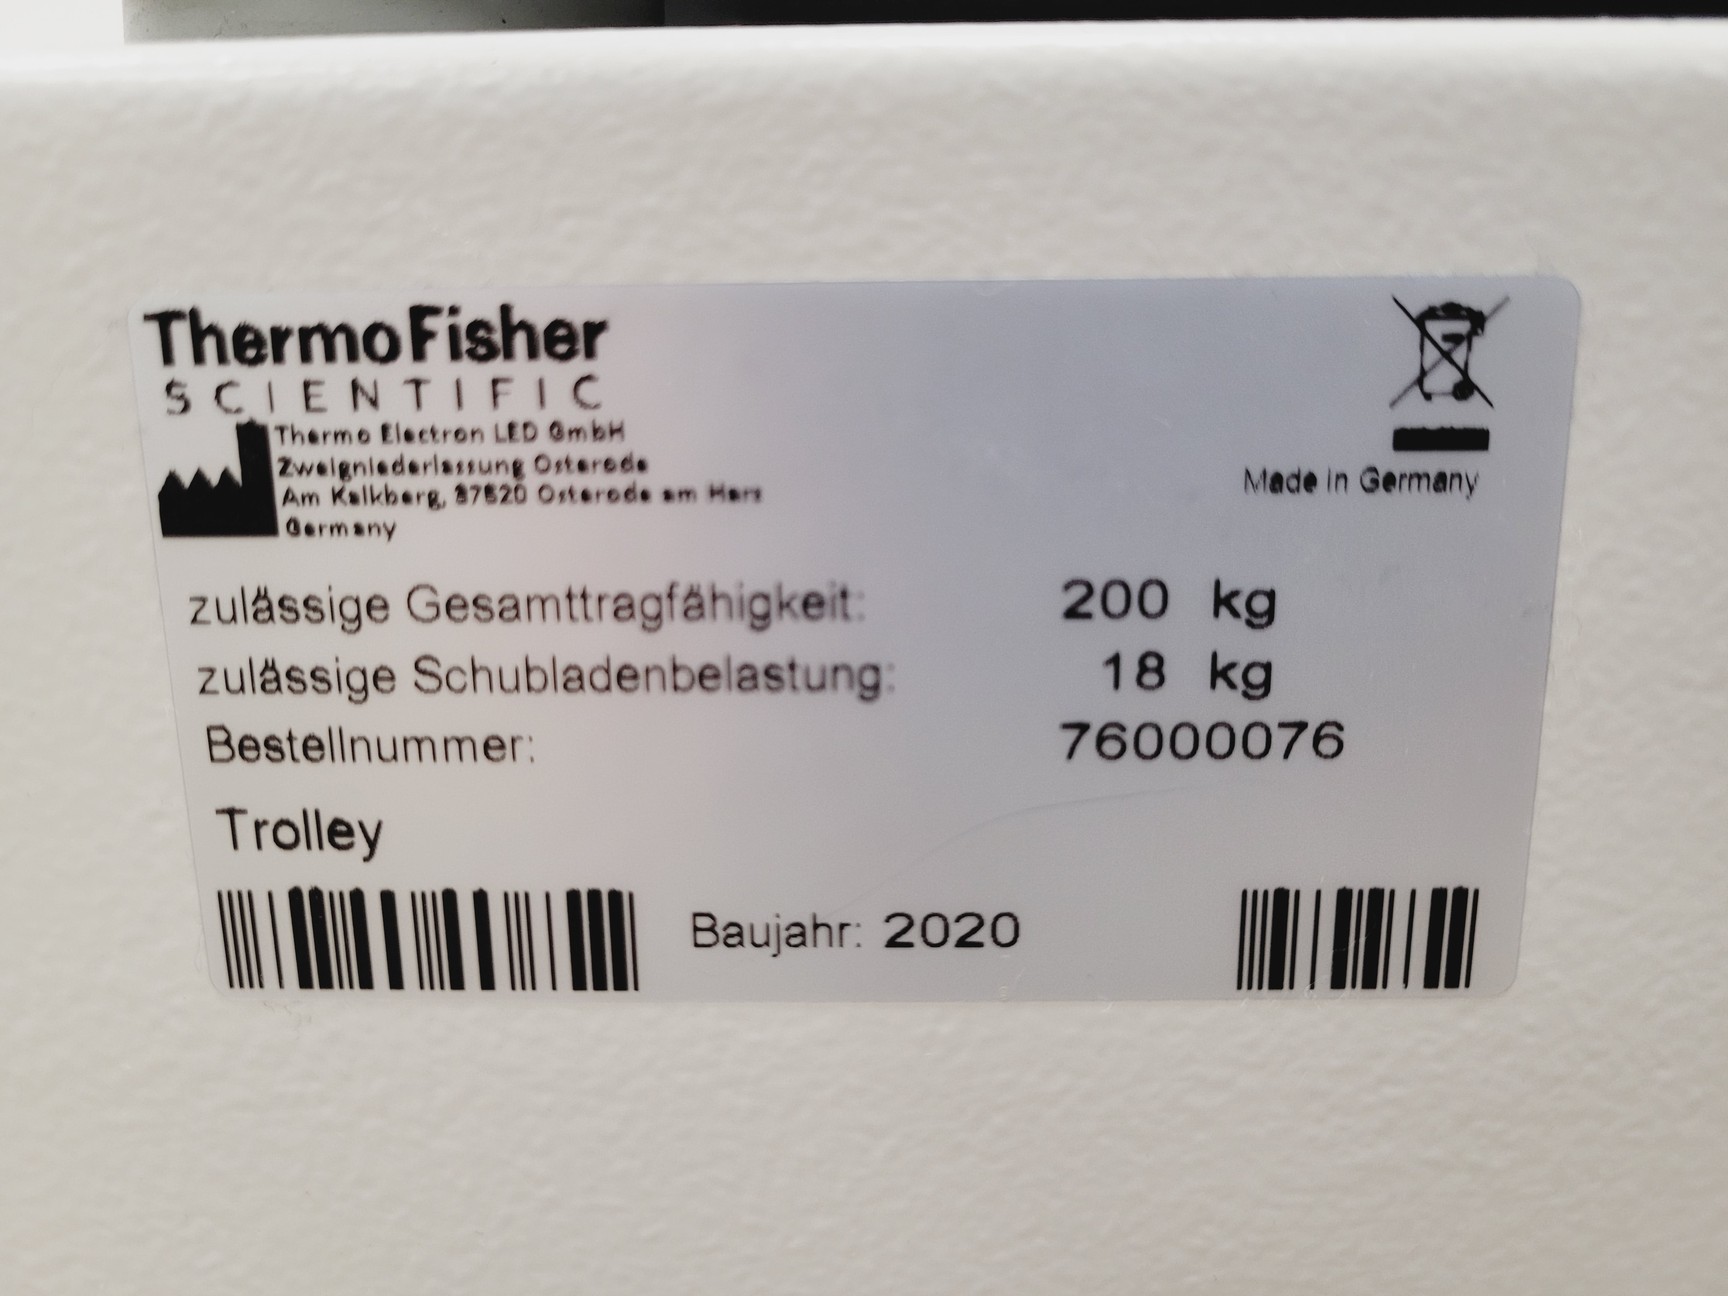 ThermoFisher
SCIENTIFIC
Thermo Electron LED GmbH
Zweigniederlassung Osterode
Am Kalkberg, 37520 Osterode am Harz
Germany
Made in Germany
zulässige Gesamttragfähigkeit: 200 kg
zulässige Schubladenbelastung: 18 kg
Bestellnummer: 76000076
Trolley
Baujahr: 2020